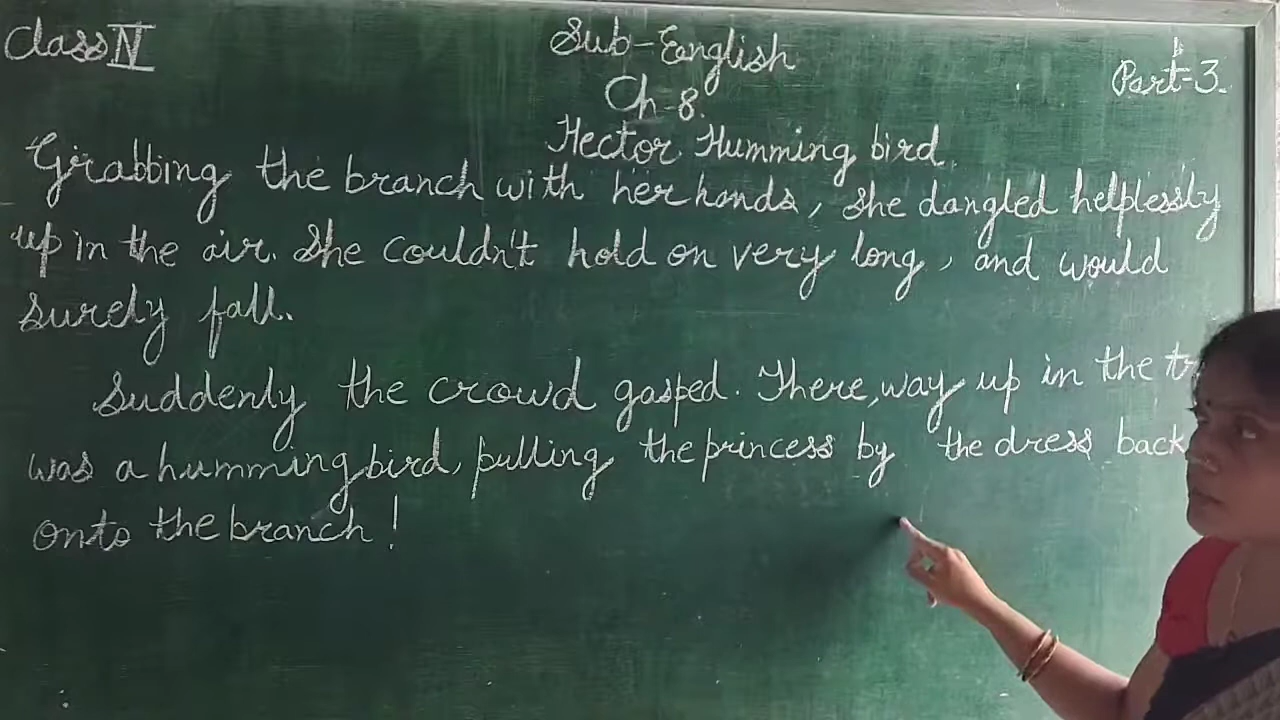 Class IV
Sub-English
Part-3.
Ch-8.
Hector Humming bird
Grabbing the branch with her hands, she dangled helplessly
up in the air. She couldn't hold on very long, and would
surely fall.
Suddenly the crowd gasped. There, way up in the tr
was a humming bird, pulling the princess by the dress back
onto the branch!